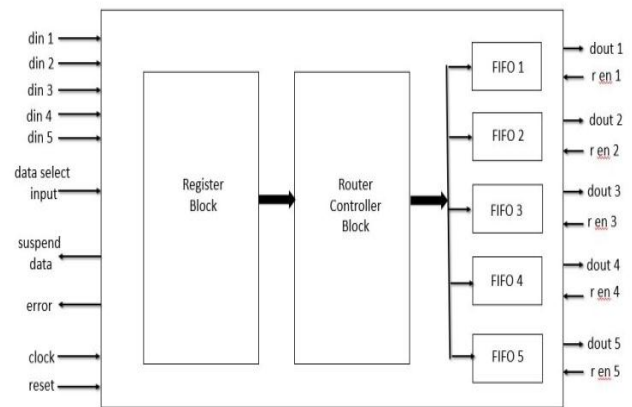 din 1
din 2
din 3
din 4
din 5
data select
input
suspend
data
error
clock
reset
Register
Block
Router
Controller
Block
FIFO 1
FIFO 2
FIFO 3
FIFO 4
FIFO 5
dout 1
r en 1
dout 2
r en 2
dout 3
r en 3
dout 4
r en 4
dout 5
r en 5